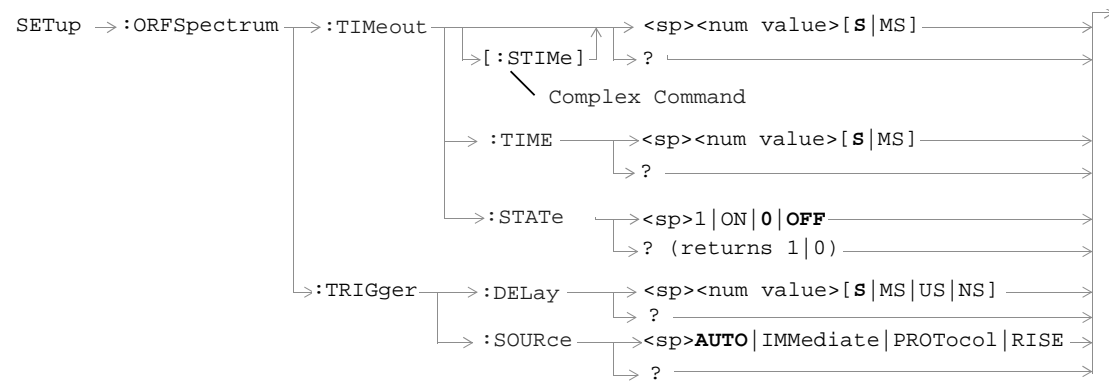 SETup :ORFSpectrum :TIMeout <sp><num value>[S|MS]
[:STIMe] ?
Complex Command
:TIME <sp><num value>[S|MS]
?
:STATe <sp>1|ON|0|OFF
? (returns 1|0)
:TRIGger :DELay <sp><num value>[S|MS|US|NS]
?
:SOURce <sp>AUTO|IMMediate|PROTocol|RISE
?